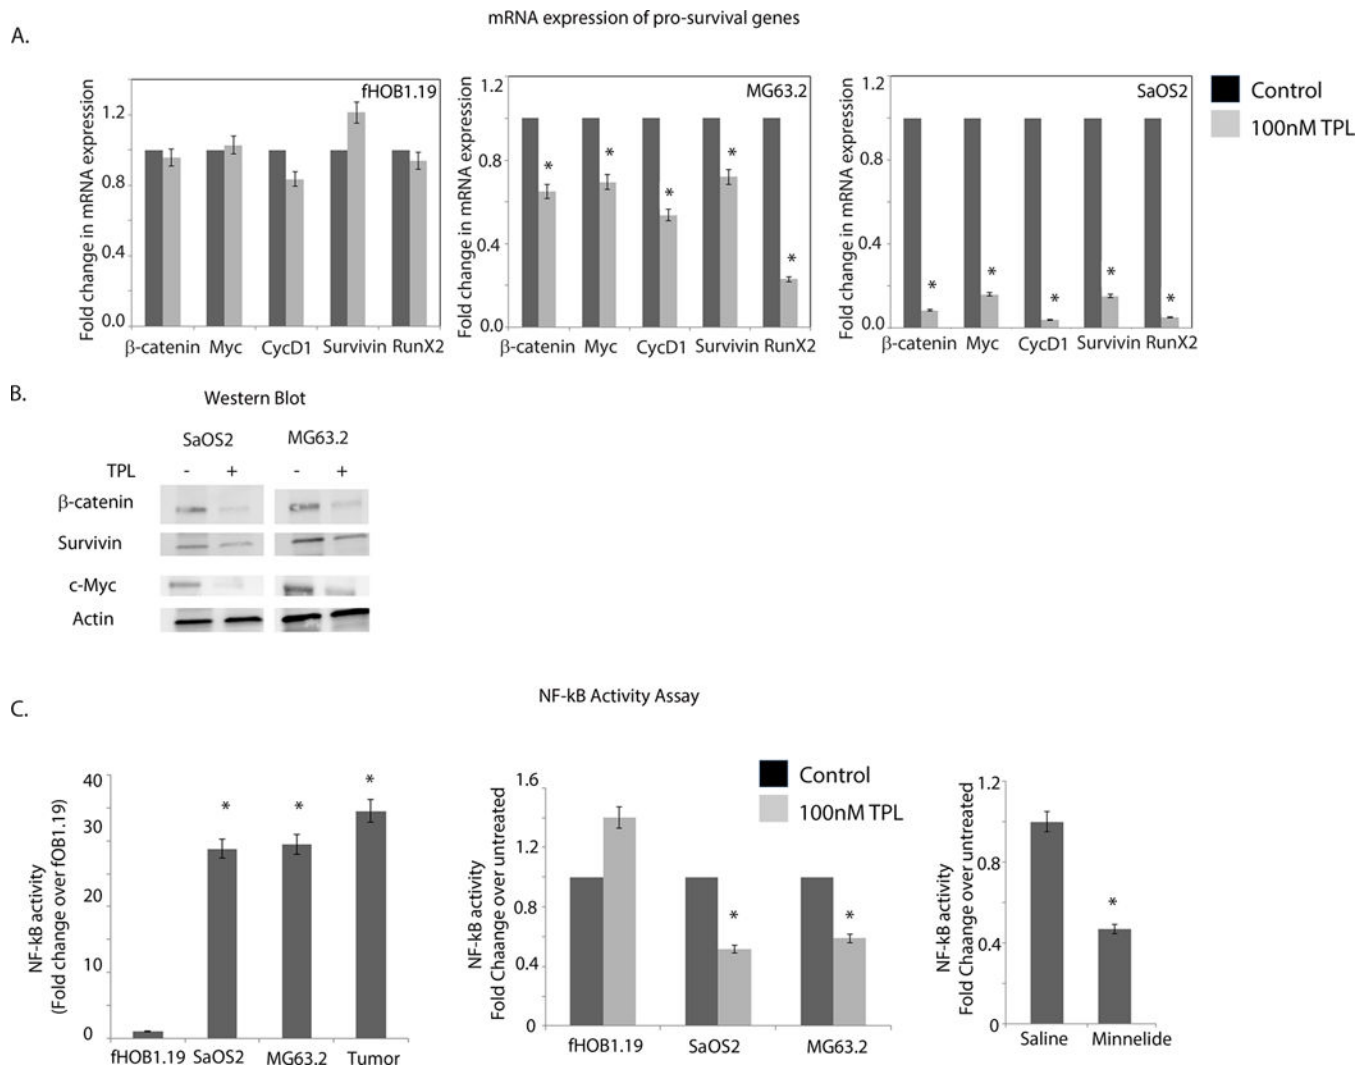 mRNA expression of pro-survival genes
A.
fHOB1.19
Fold change in mRNA expression
1.2
0.8
0.4
0.0
β-catenin Myc CycD1 Survivin RunX2
MG63.2
Fold change in mRNA expression
1.2
0.8
0.4
0.0
β-catenin Myc CycD1 Survivin RunX2
SaOS2
Fold change in mRNA expression
1.2
0.8
0.4
0.0
β-catenin Myc CycD1 Survivin RunX2
* * * * *
* * * * *
Control
100nM TPL
B.
Western Blot
SaOS2 MG63.2
TPL - + - +
β-catenin
Survivin
c-Myc
Actin
NF-kB Activity Assay
C.
NF-kB activity
(Fold Change over fOB1.19)
40
30
20
10
0
* * *
fHOB1.19 SaOS2 MG63.2 Tumor
NF-kB activity
Fold Change over untreated
1.6
1.2
0.8
0.4
0
* *
fHOB1.19 SaOS2 MG63.2
Control
100nM TPL
NF-kB activity
Fold Chaange over untreated
1.2
0.8
0.4
0
*
Saline Minnelide